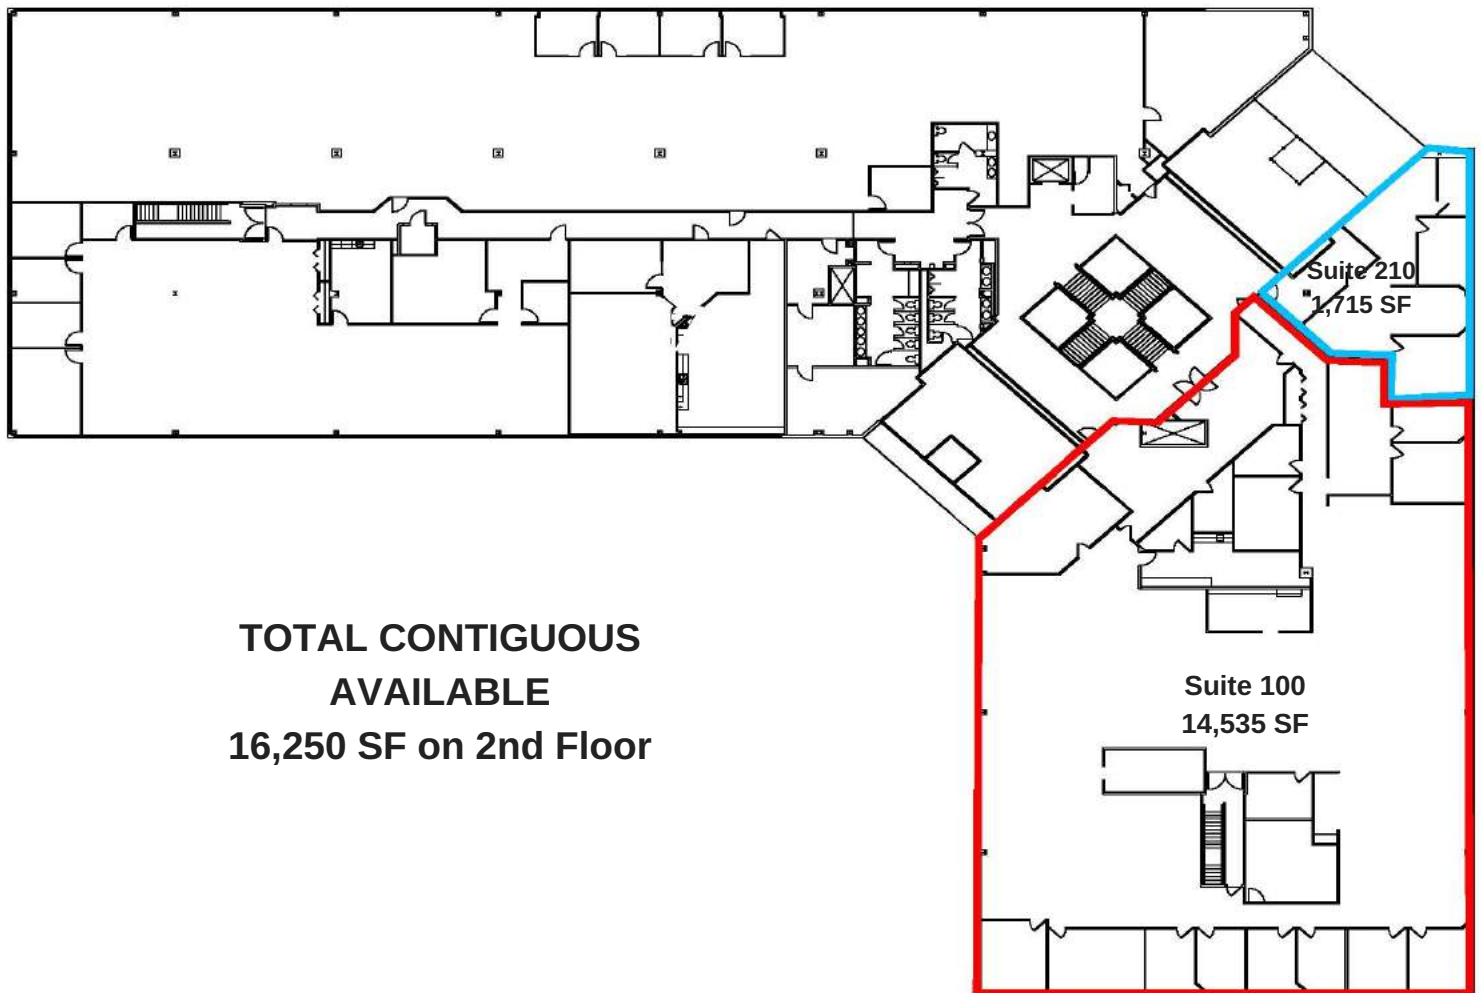 Suite 210
1,715 SF
TOTAL CONTIGUOUS
AVAILABLE
16,250 SF on 2nd Floor
Suite 100
14,535 SF